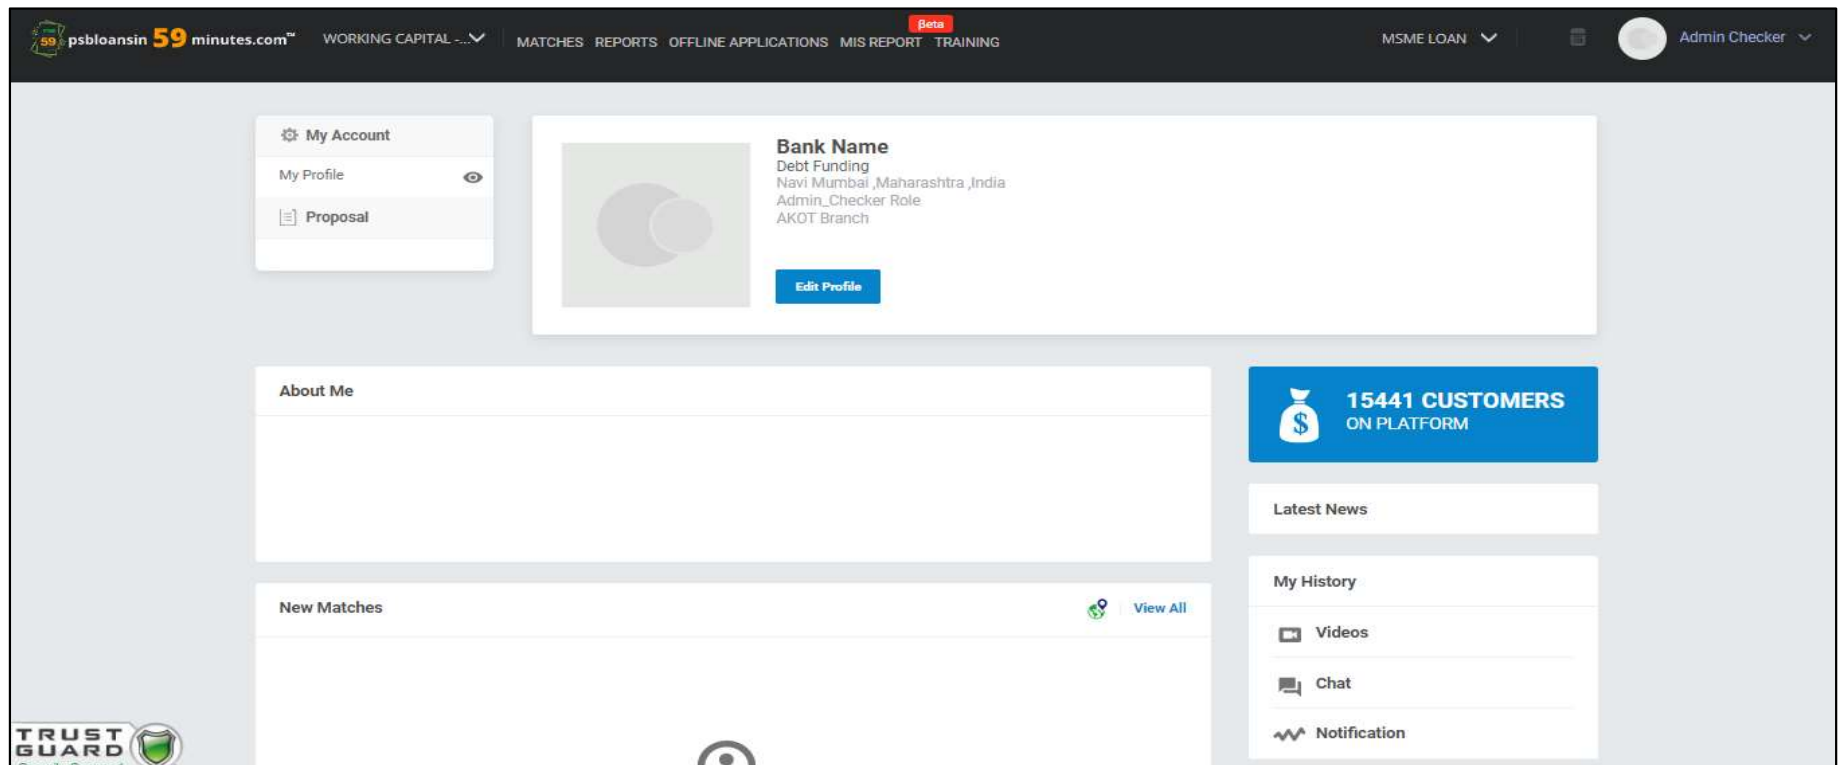 βeta
59 psbloansin 59 minutes.com™ WORKING CAPITAL -... MATCHES REPORTS OFFLINE APPLICATIONS MIS REPORT TRAINING MSME LOAN Admin Checker
My Account
My Profile
Proposal
Bank Name
Debt Funding
Navi Mumbai ,Maharashtra ,India
Admin_Checker Role
AKOT Branch
Edit Profile
About Me
$ 15441 CUSTOMERS
ON PLATFORM
Latest News
New Matches View All
My History
Videos
Chat
Notification
TRUST
GUARD